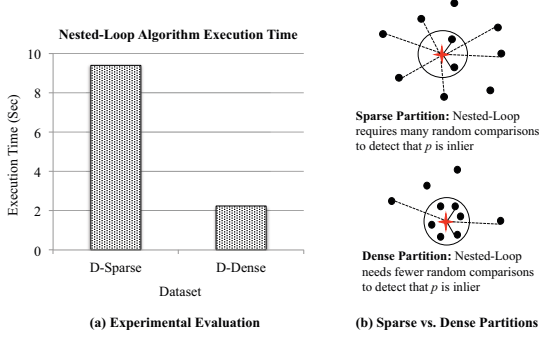 Nested-Loop Algorithm Execution Time
Execution Time (Sec)
10
8
6
4
2
0
D-Sparse
D-Dense
Dataset
(a) Experimental Evaluation
Sparse Partition: Nested-Loop
requires many random comparisons
to detect that p is inlier
Dense Partition: Nested-Loop
needs fewer random comparisons
to detect that p is inlier
(b) Sparse vs. Dense Partitions